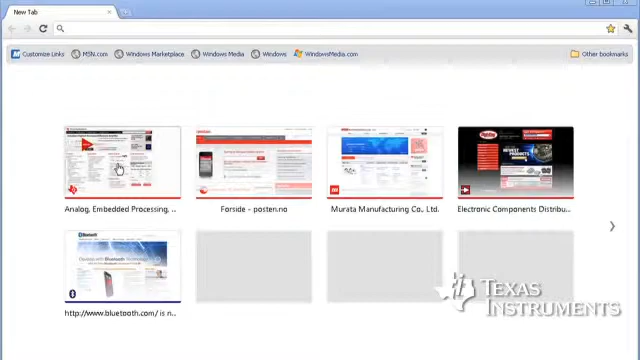 New Tab
Customize Links MSN.com Windows Marketplace Windows Media Windows WindowsMedia.com Other bookmarks
Analog, Embedded Processing, ... Forside - posten.no Murata Manufacturing Co., Ltd. Electronic Components Distribu...
Bluetooth
http://www.bluetooth.com/ is n...
TEXAS
INSTRUMENTS